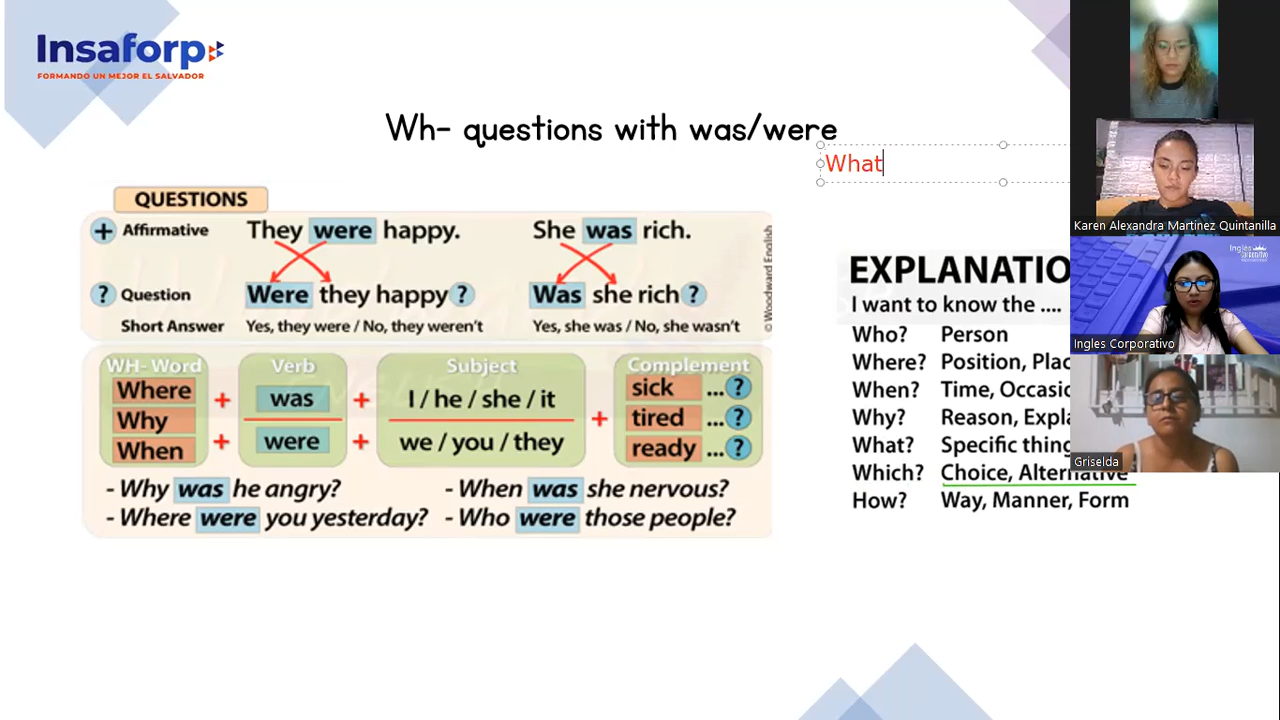 Insaforp
FORMANDO UN MEJOR EL SALVADOR
Wh- questions with was/were
What
QUESTIONS
+ Affirmative They were happy. She was rich.
? Question Were they happy? Was she rich?
Short Answer Yes, they were / No, they weren't Yes, she was / No, she wasn't
© Woodward English
WH- Word Verb Subject Complement
Where was I / he / she / it sick ...?
Why + + + tired ...?
When + were + we / you / they ready ...?
- Why was he angry? - When was she nervous?
- Where were you yesterday? - Who were those people?
EXPLANATIO
I want to know the ....
Who? Person
Where? Position, Plac
When? Time, Occasio
Why? Reason, Expla
What? Specific thing
Which? Choice, Alternative
How? Way, Manner, Form
Karen Alexandra Martinez Quintanilla
Inglés
Corporativo
Ingles Corporativo
Griselda